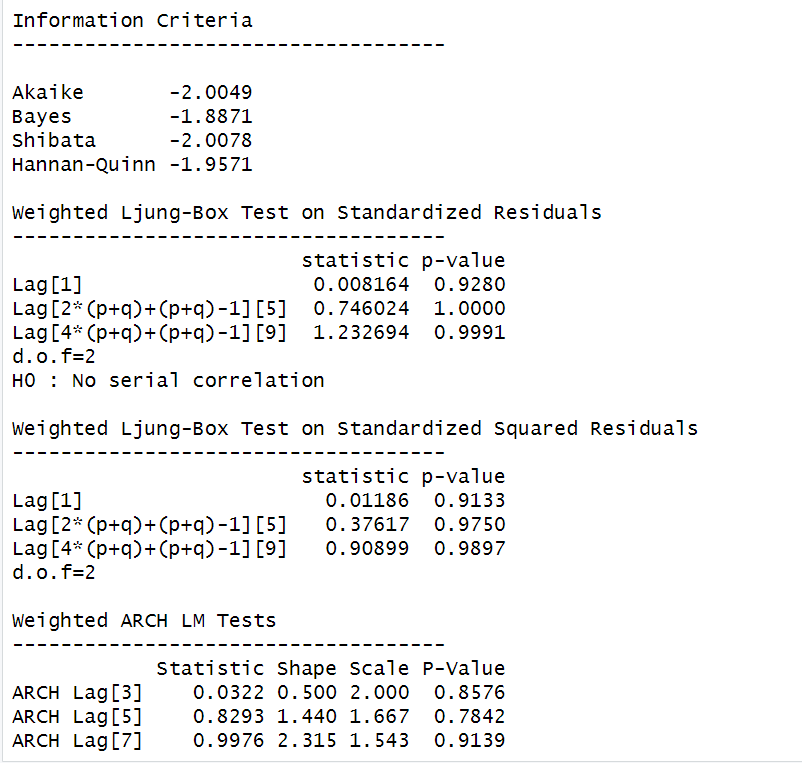 Information Criteria
------------------------------------
Akaike       -2.0049
Bayes        -1.8871
Shibata      -2.0078
Hannan-Quinn -1.9571
Weighted Ljung-Box Test on Standardized Residuals
------------------------------------
                        statistic p-value
Lag[1]                   0.008164  0.9280
Lag[2*(p+q)+(p+q)-1][5]  0.746024  1.0000
Lag[4*(p+q)+(p+q)-1][9]  1.232694  0.9991
d.o.f=2
H0 : No serial correlation
Weighted Ljung-Box Test on Standardized Squared Residuals
------------------------------------
                        statistic p-value
Lag[1]                    0.01186  0.9133
Lag[2*(p+q)+(p+q)-1][5]   0.37617  0.9750
Lag[4*(p+q)+(p+q)-1][9]   0.90899  0.9897
d.o.f=2
Weighted ARCH LM Tests
------------------------------------
            Statistic Shape Scale P-Value
ARCH Lag[3]    0.0322 0.500 2.000  0.8576
ARCH Lag[5]    0.8293 1.440 1.667  0.7842
ARCH Lag[7]    0.9976 2.315 1.543  0.9139